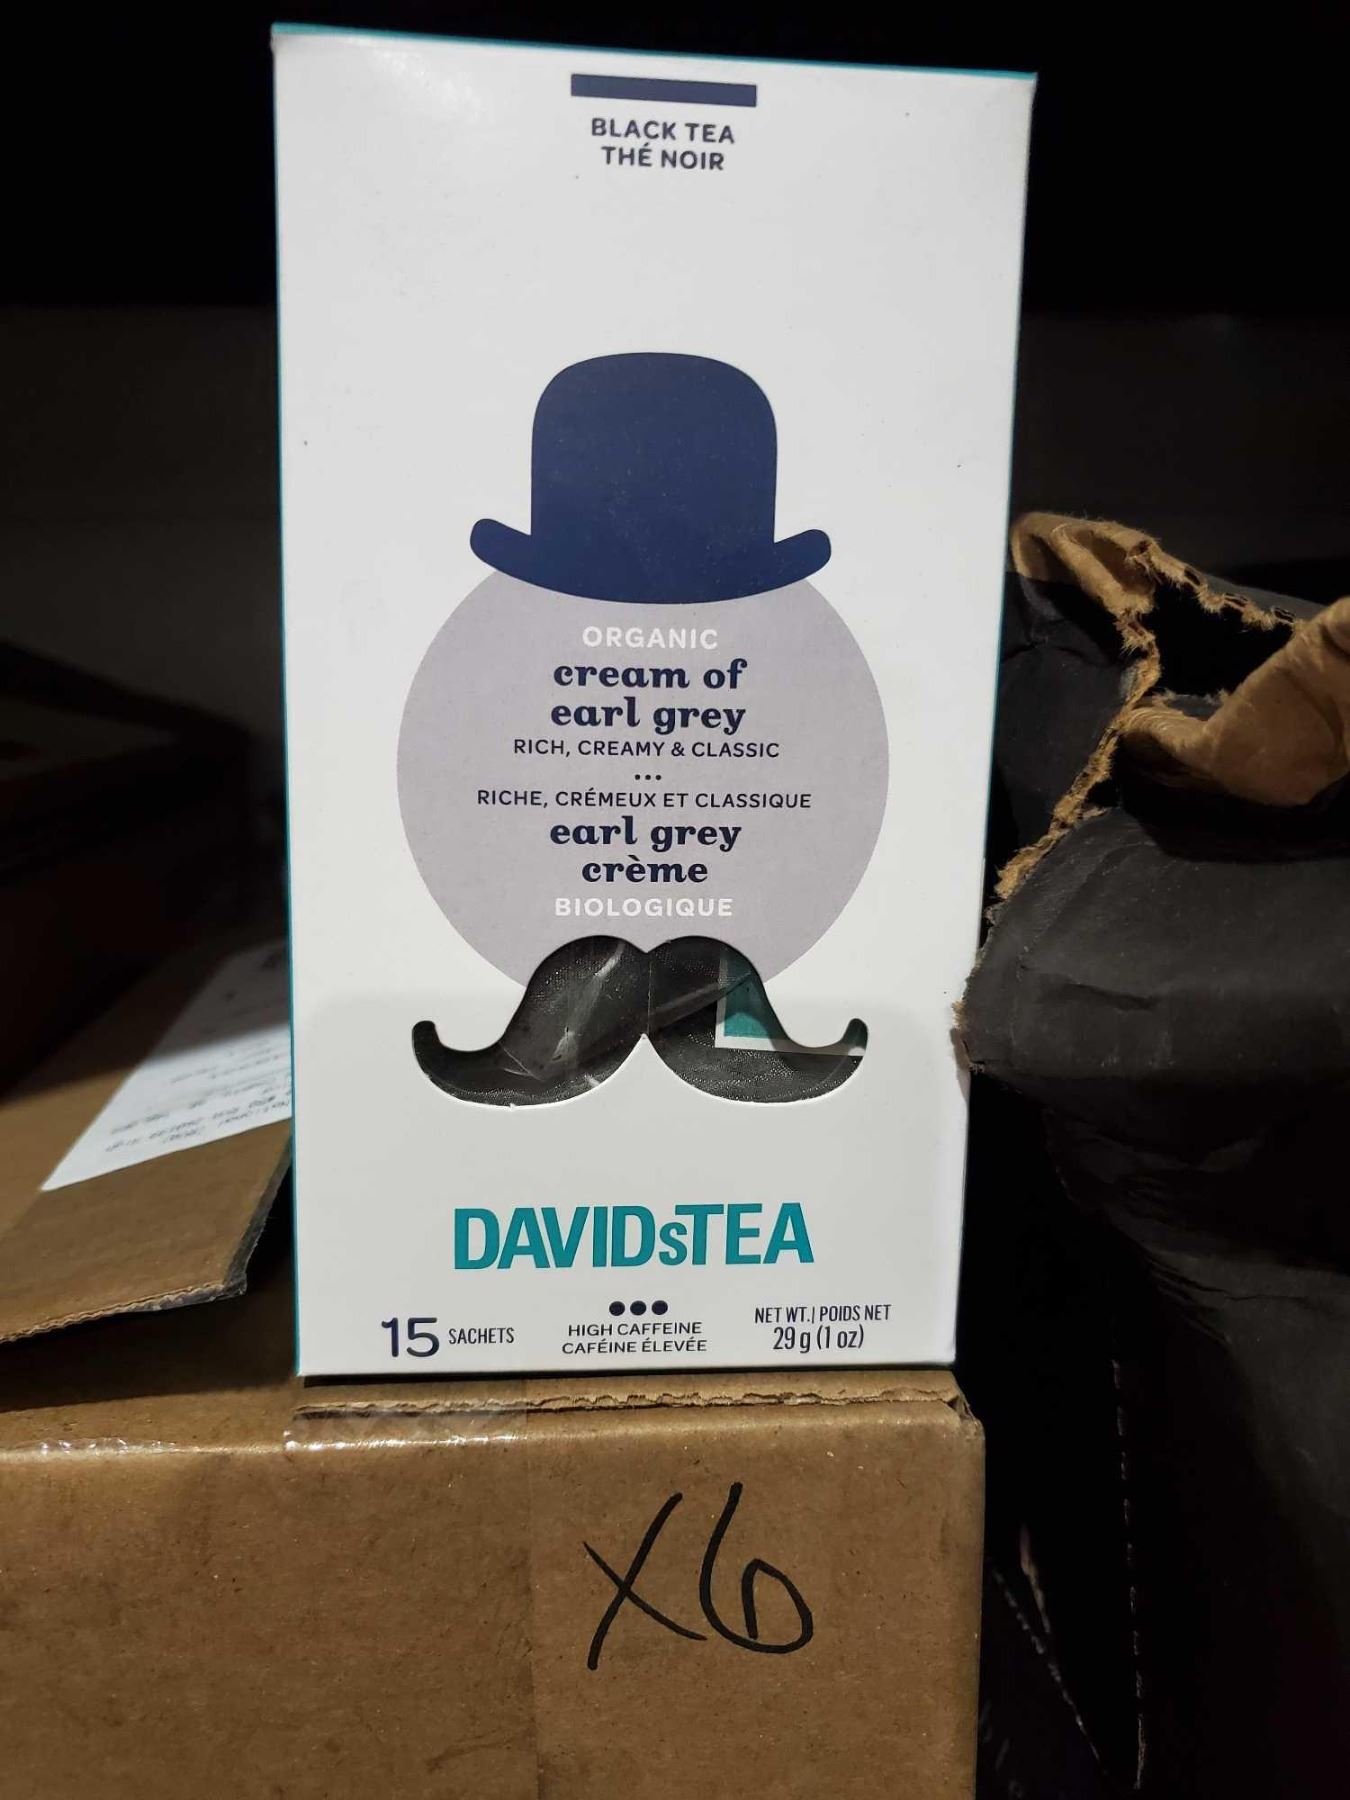 BLACK TEA
THÉ NOIR
ORGANIC
cream of
earl grey
RICH, CREAMY & CLASSIC
•••
RICHE, CRÉMEUX ET CLASSIQUE
earl grey
crème
BIOLOGIQUE
DAVIDsTEA
15 SACHETS
HIGH CAFFEINE
CAFÉINE ÉLEVÉE
NET WT. | POIDS NET
29 g (1 oz)
X6